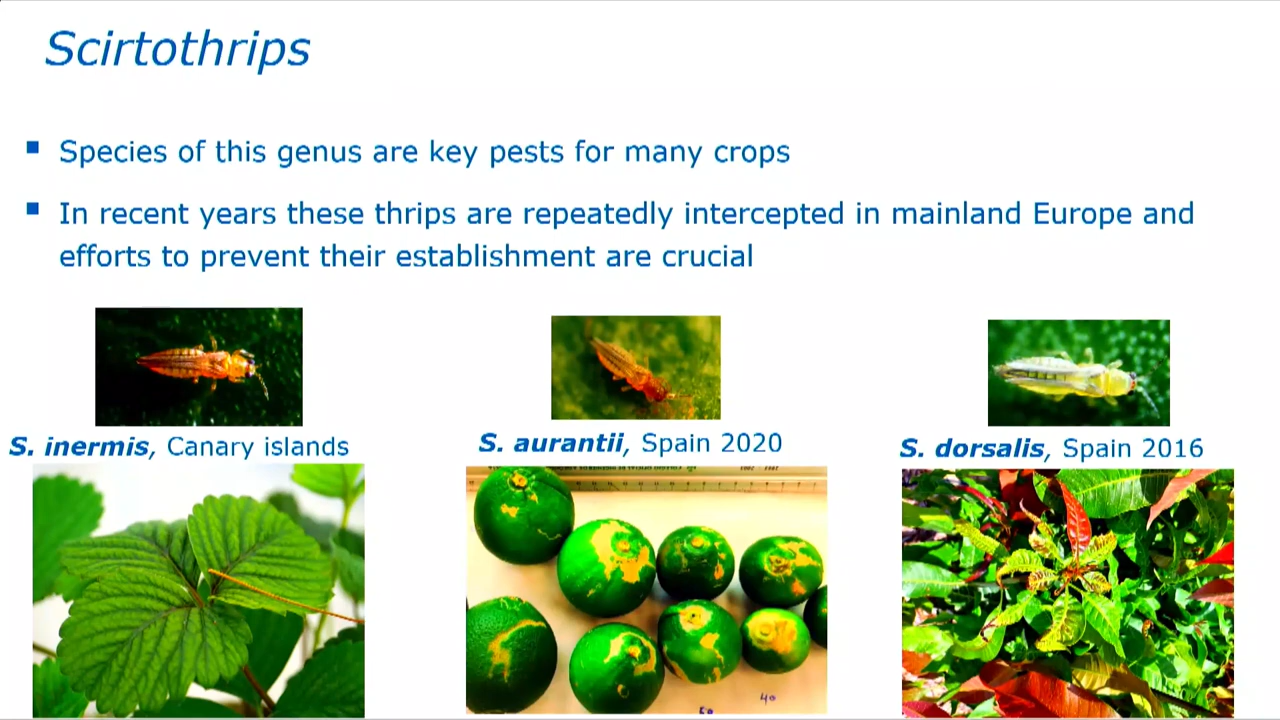 Scirtothrips
Species of this genus are key pests for many crops
In recent years these thrips are repeatedly intercepted in mainland Europe and
efforts to prevent their establishment are crucial
S. inermis, Canary islands
S. aurantii, Spain 2020
S. dorsalis, Spain 2016
40